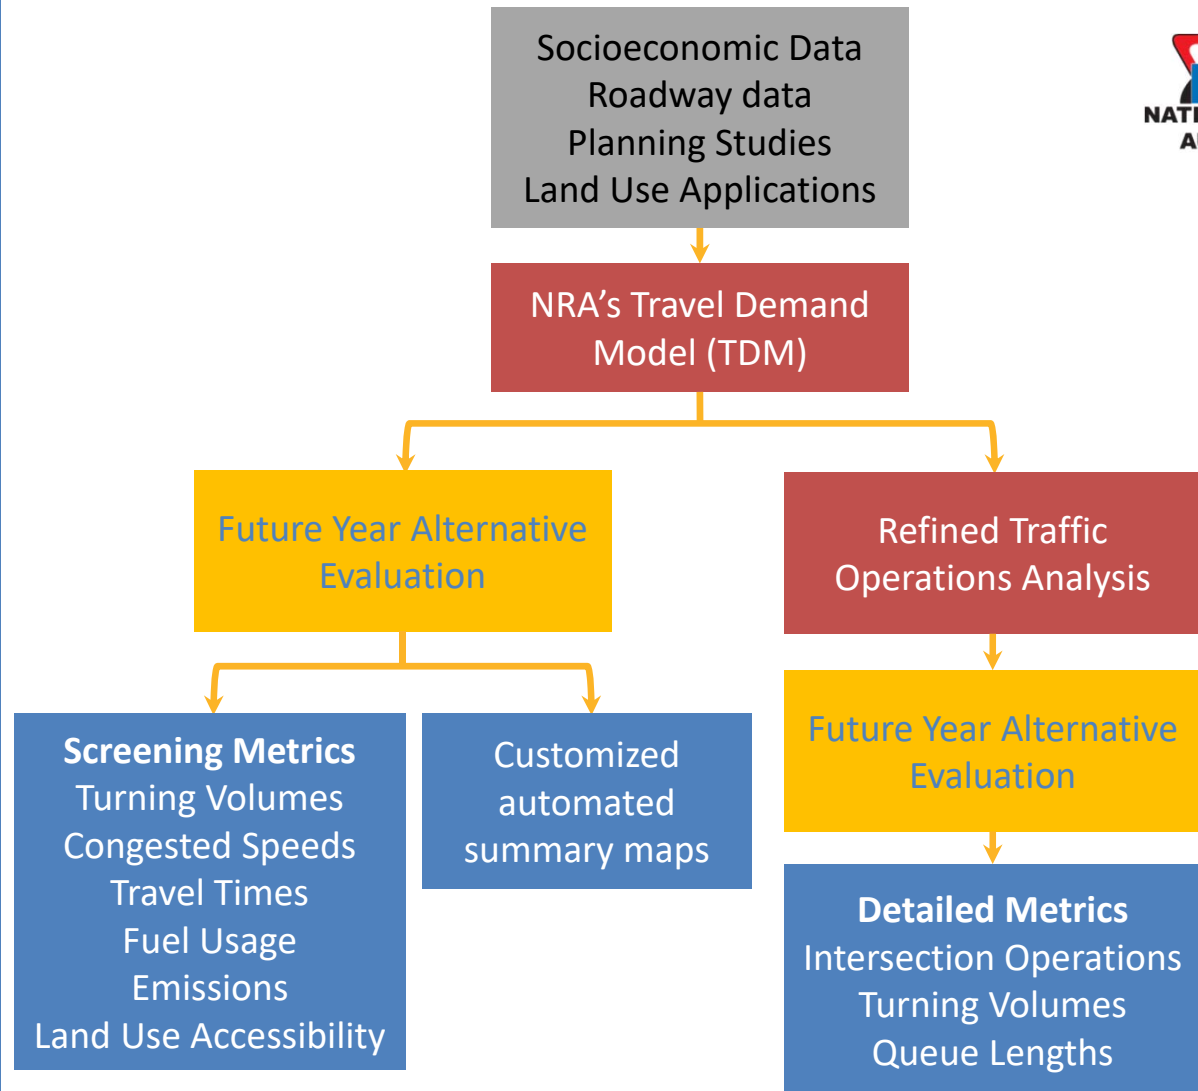 Socioeconomic Data
Roadway data
Planning Studies
Land Use Applications
NRA’s Travel Demand
Model (TDM)
Future Year Alternative
Evaluation
Refined Traffic
Operations Analysis
Screening Metrics
Turning Volumes
Congested Speeds
Travel Times
Fuel Usage
Emissions
Land Use Accessibility
Customized
automated
summary maps
Future Year Alternative
Evaluation
Detailed Metrics
Intersection Operations
Turning Volumes
Queue Lengths